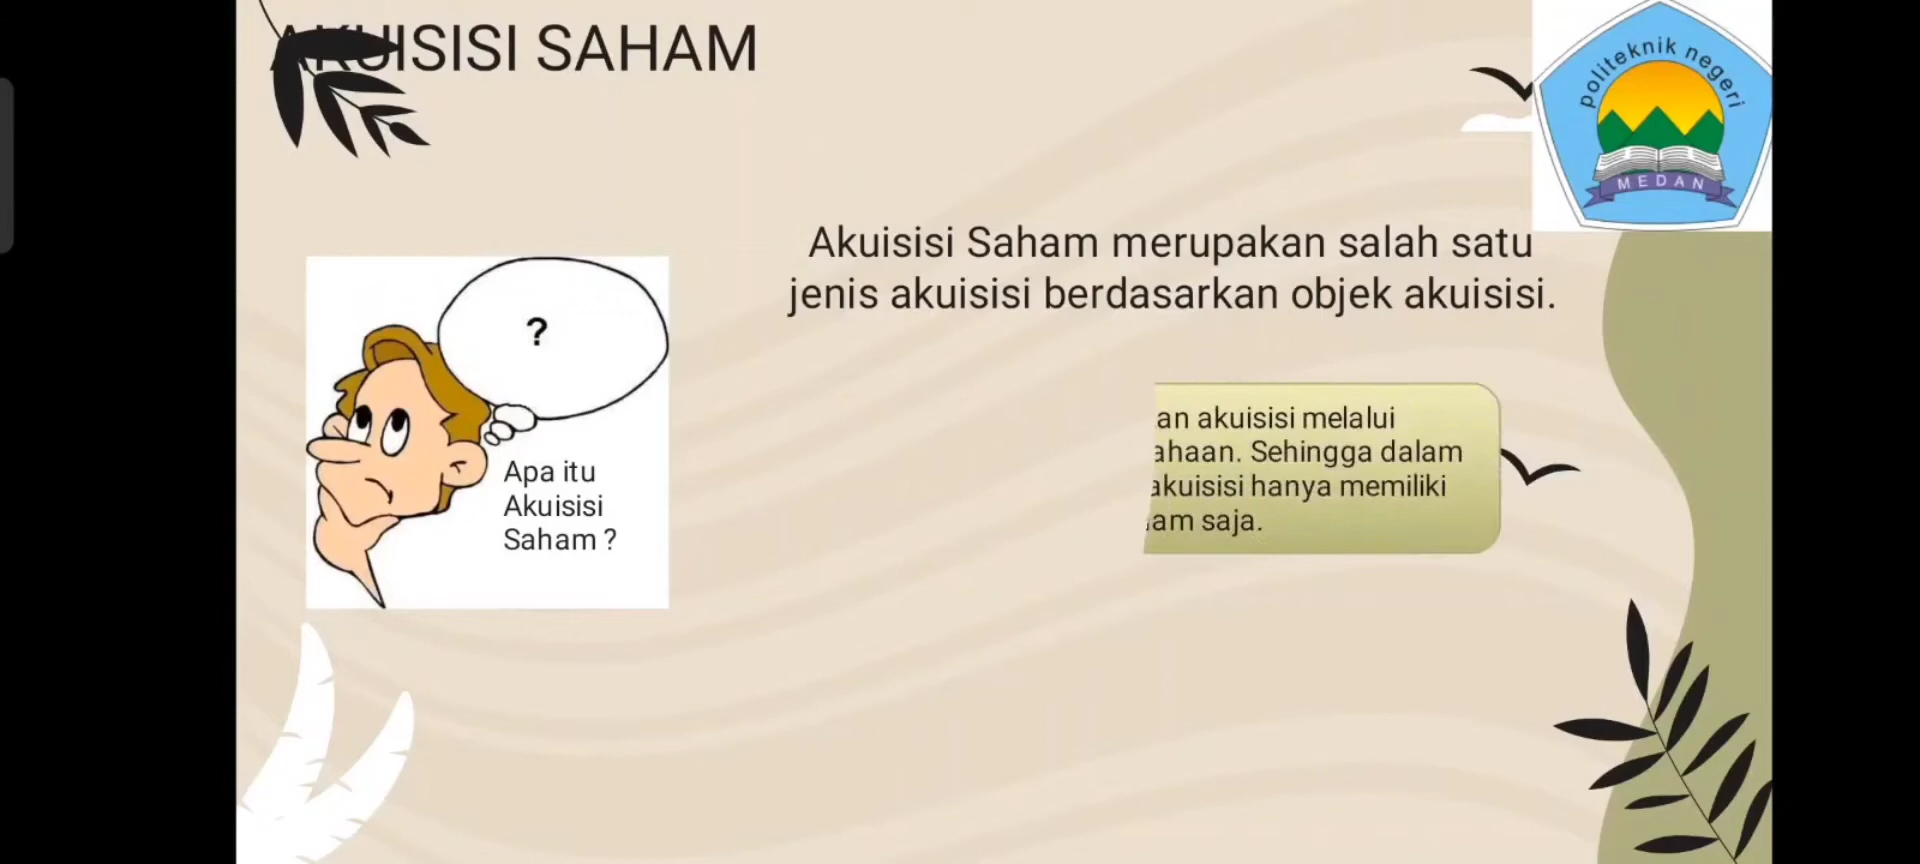 AKUISISI SAHAM
politeknik negeri
MEDAN
Akuisisi Saham merupakan salah satu
jenis akuisisi berdasarkan objek akuisisi.
?
Apa itu
Akuisisi
Saham ?
an akuisisi melalui
ahaan. Sehingga dalam
akuisisi hanya memiliki
am saja.